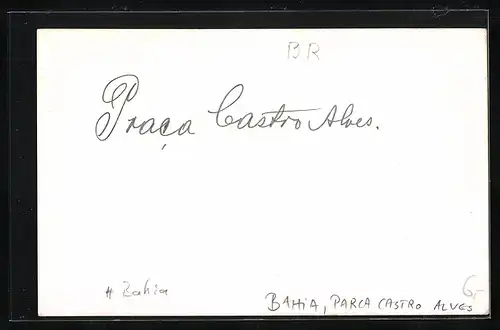 BR
Praça Castro Alves.
# Bahia
6,-
BAHIA, PARCA CASTRO ALVES